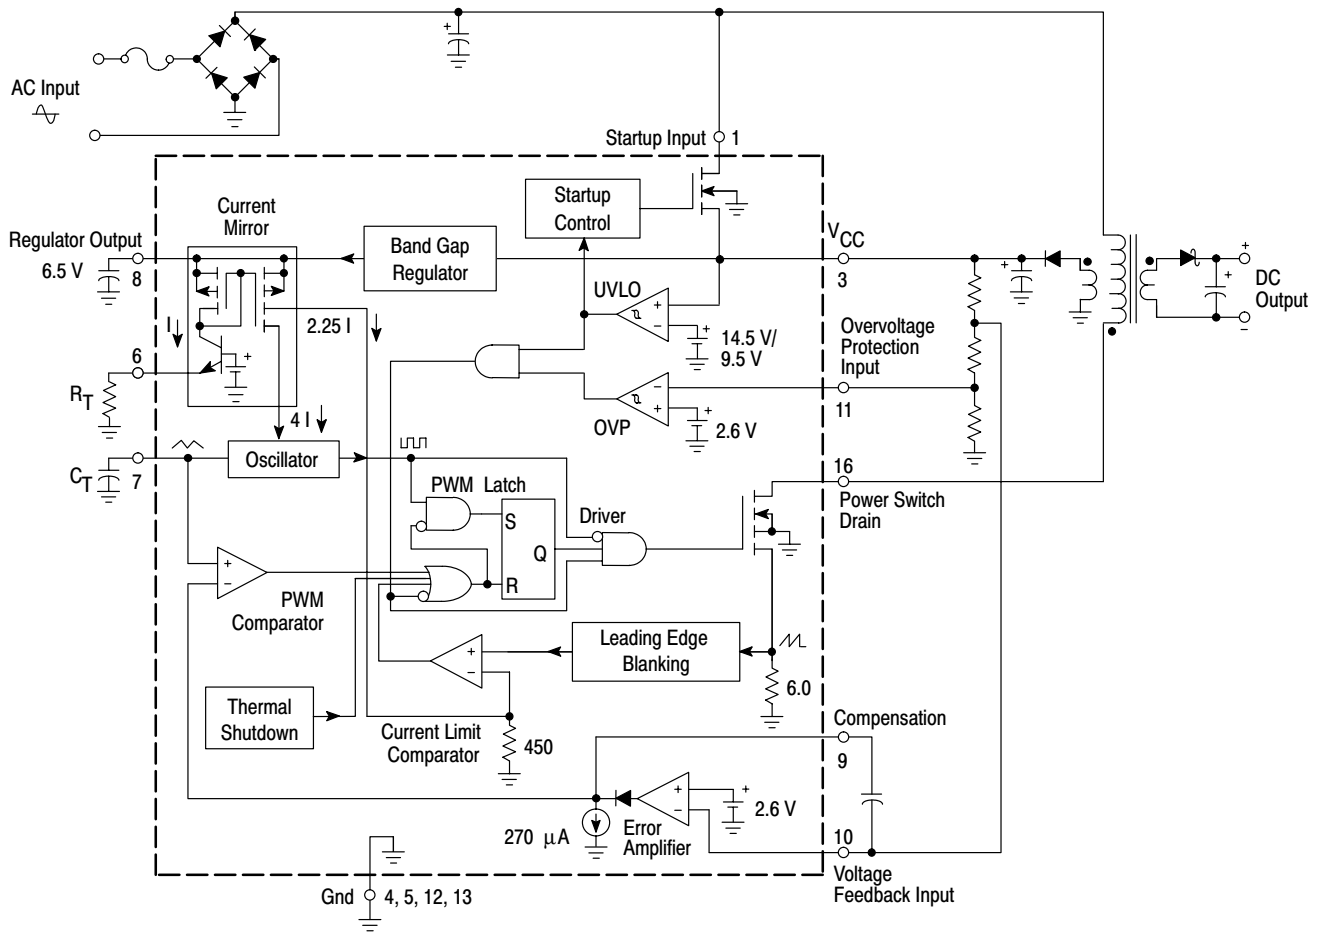 AC Input
Startup Input
1
Current
Mirror
Startup
Control
Regulator Output
6.5 V
8
Band Gap
Regulator
VCC
3
+
DC
Output
–
I
2.25 I
UVLO
+
–
14.5 V/
9.5 V
Overvoltage
Protection
Input
11
6
RT
4 I
OVP
–
+
2.6 V
CT
7
Oscillator
PWM Latch
S
Q
R
Driver
16
Power Switch
Drain
+
–
PWM
Comparator
Leading Edge
Blanking
+
–
6.0
Thermal
Shutdown
Current Limit
Comparator
450
Compensation
9
270 μA
Error
Amplifier
+
–
2.6 V
10
Voltage
Feedback Input
Gnd
4, 5, 12, 13